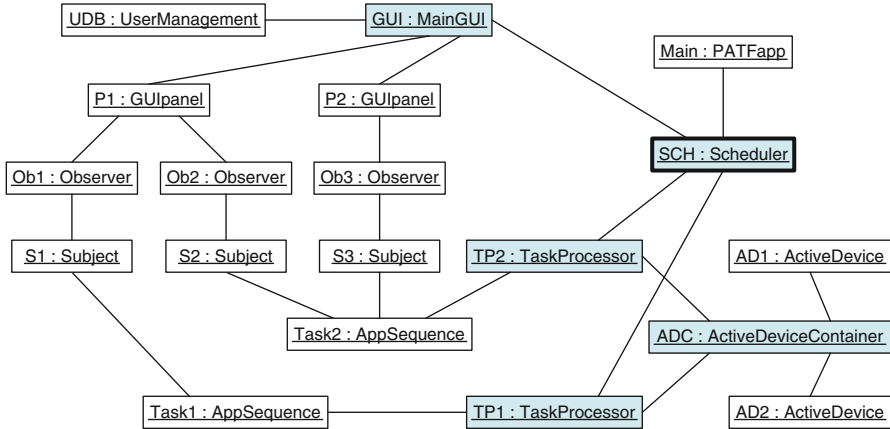 UDB : UserManagement
GUI : MainGUI
Main : PATFapp
P1 : GUIpanel
P2 : GUIpanel
SCH : Scheduler
Ob1 : Observer
Ob2 : Observer
Ob3 : Observer
S1 : Subject
S2 : Subject
S3 : Subject
TP2 : TaskProcessor
AD1 : ActiveDevice
Task2 : AppSequence
ADC : ActiveDeviceContainer
Task1 : AppSequence
TP1 : TaskProcessor
AD2 : ActiveDevice